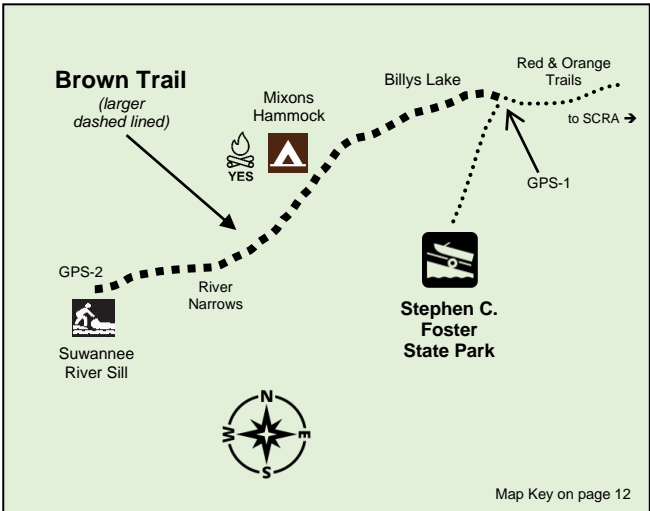 Brown Trail
(larger
dashed lined)
Mixons
Hammock
YES
Billys Lake
Red & Orange
Trails
to SCRA →
GPS-1
GPS-2
River
Narrows
Suwannee
River Sill
Stephen C.
Foster
State Park
N
E
S
W
Map Key on page 12